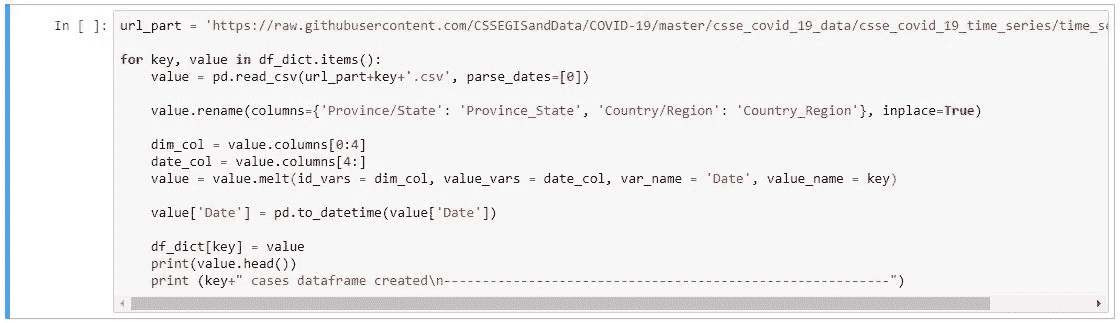 In [ ]: url_part = 'https://raw.githubusercontent.com/CSSEGISandData/COVID-19/master/csse_covid_19_data/csse_covid_19_time_series/time_se
for key, value in df_dict.items():
    value = pd.read_csv(url_part+key+'.csv', parse_dates=[0])
    value.rename(columns={'Province/State': 'Province_State', 'Country/Region': 'Country_Region'}, inplace=True)
    dim_col = value.columns[0:4]
    date_col = value.columns[4:]
    value = value.melt(id_vars = dim_col, value_vars = date_col, var_name = 'Date', value_name = key)
    value['Date'] = pd.to_datetime(value['Date'])
    df_dict[key] = value
    print(value.head())
    print (key+" cases dataframe created\n----------------------------------------------------------")